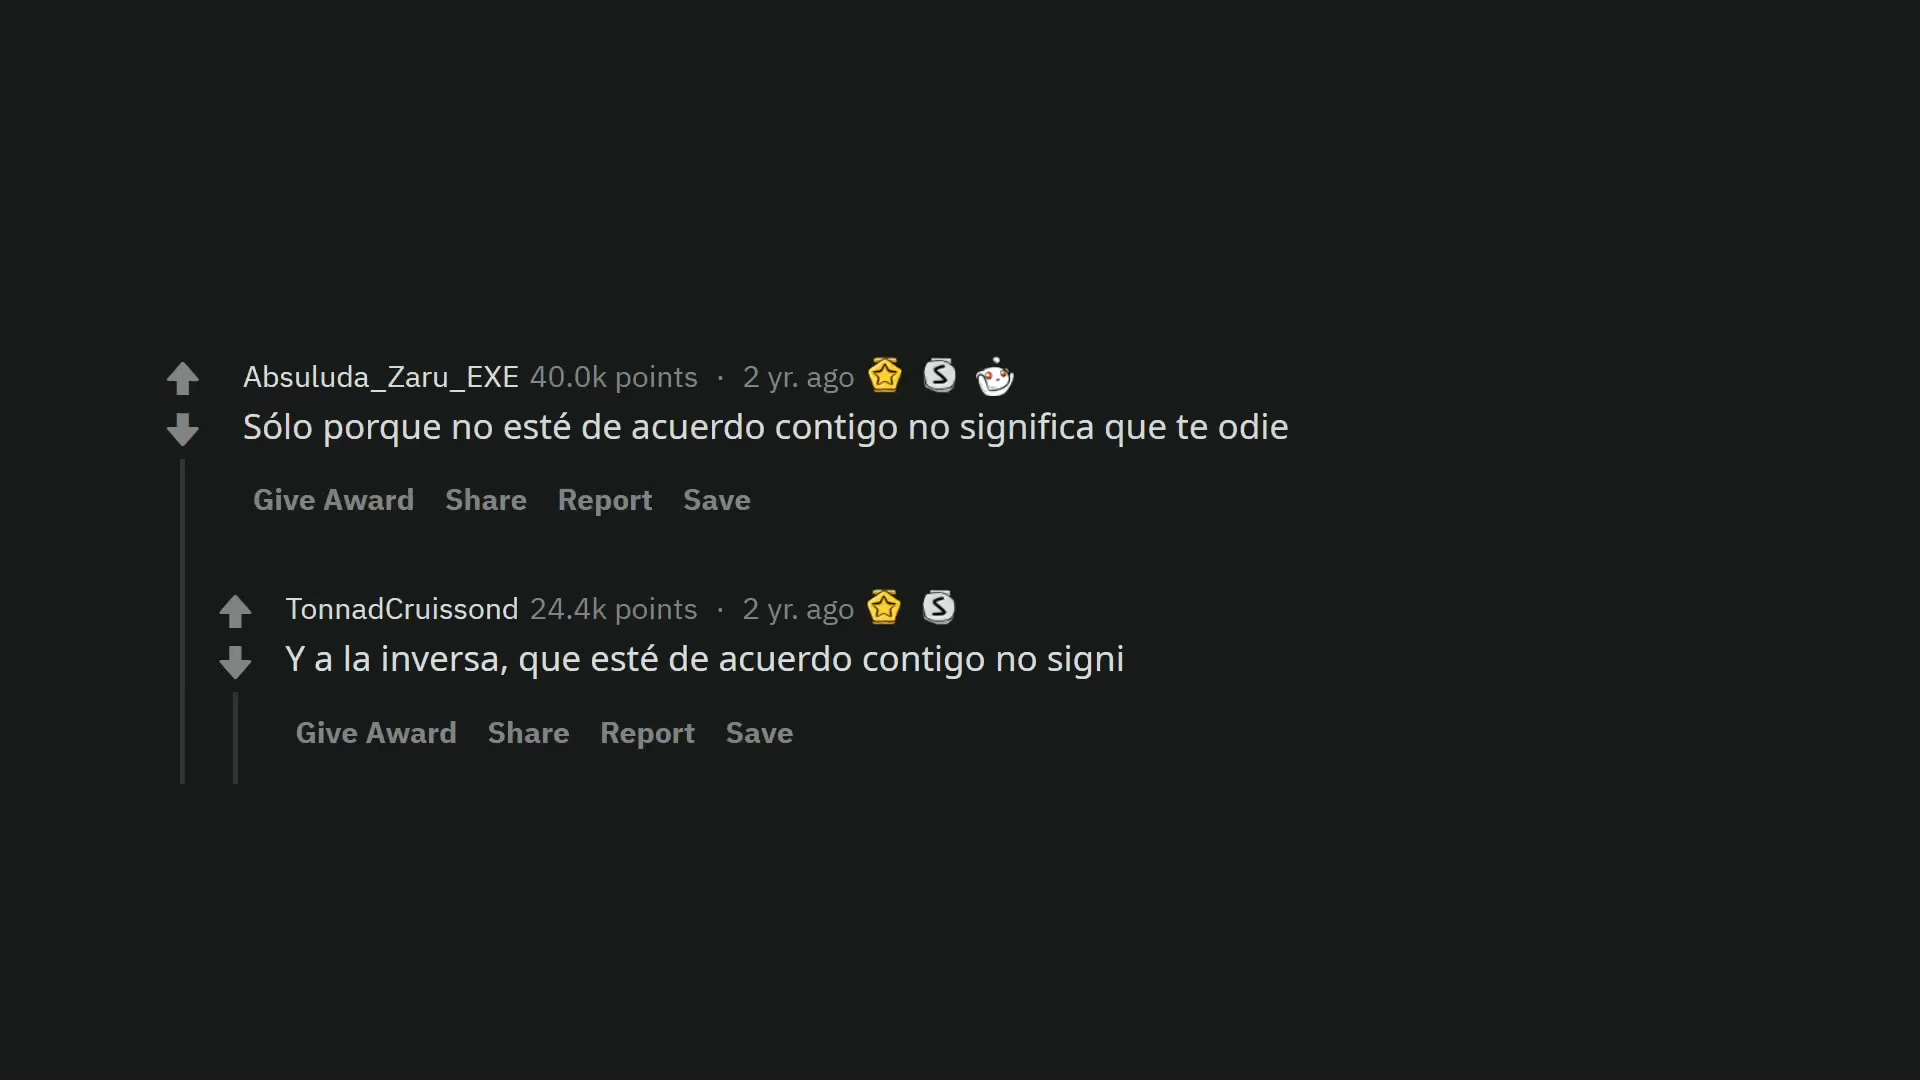 Absuluda_Zaru_EXE 40.0k points · 2 yr. ago
Sólo porque no esté de acuerdo contigo no significa que te odie
Give Award Share Report Save
TonnadCruissond 24.4k points · 2 yr. ago
Y a la inversa, que esté de acuerdo contigo no signi
Give Award Share Report Save